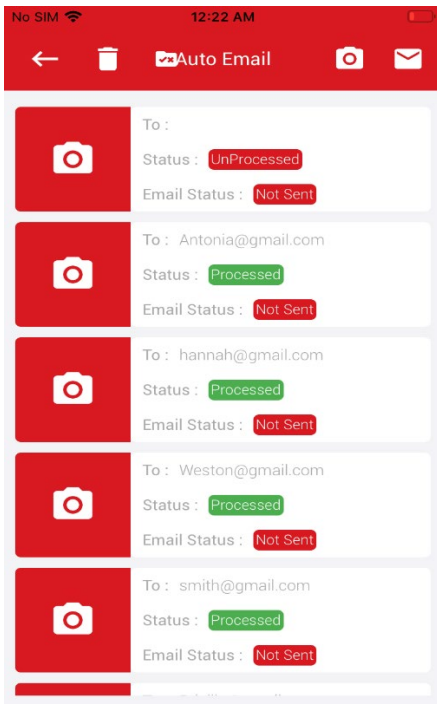 No SIM 12:22 AM
Auto Email
To :
Status : UnProcessed
Email Status : Not Sent
To : Antonia@gmail.com
Status : Processed
Email Status : Not Sent
To : hannah@gmail.com
Status : Processed
Email Status : Not Sent
To : Weston@gmail.com
Status : Processed
Email Status : Not Sent
To : smith@gmail.com
Status : Processed
Email Status : Not Sent